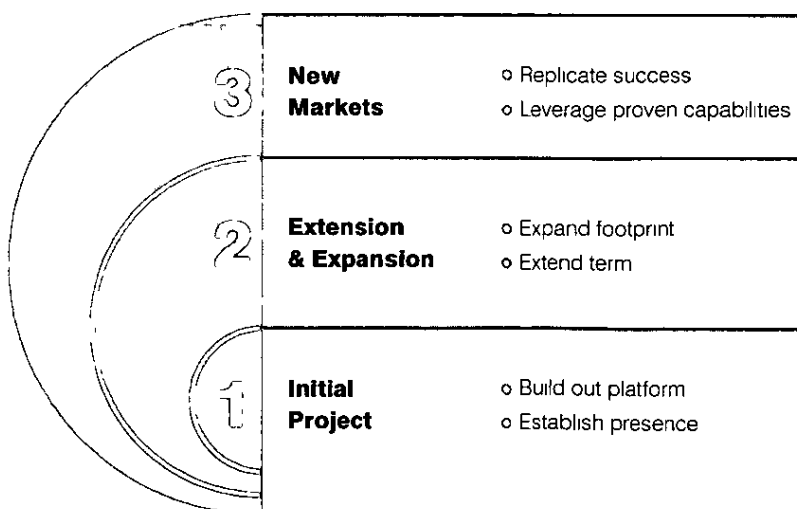 3
New
Markets
o Replicate success
o Leverage proven capabilities
2
Extension
& Expansion
o Expand footprint
o Extend term
1
Initial
Project
o Build out platform
o Establish presence